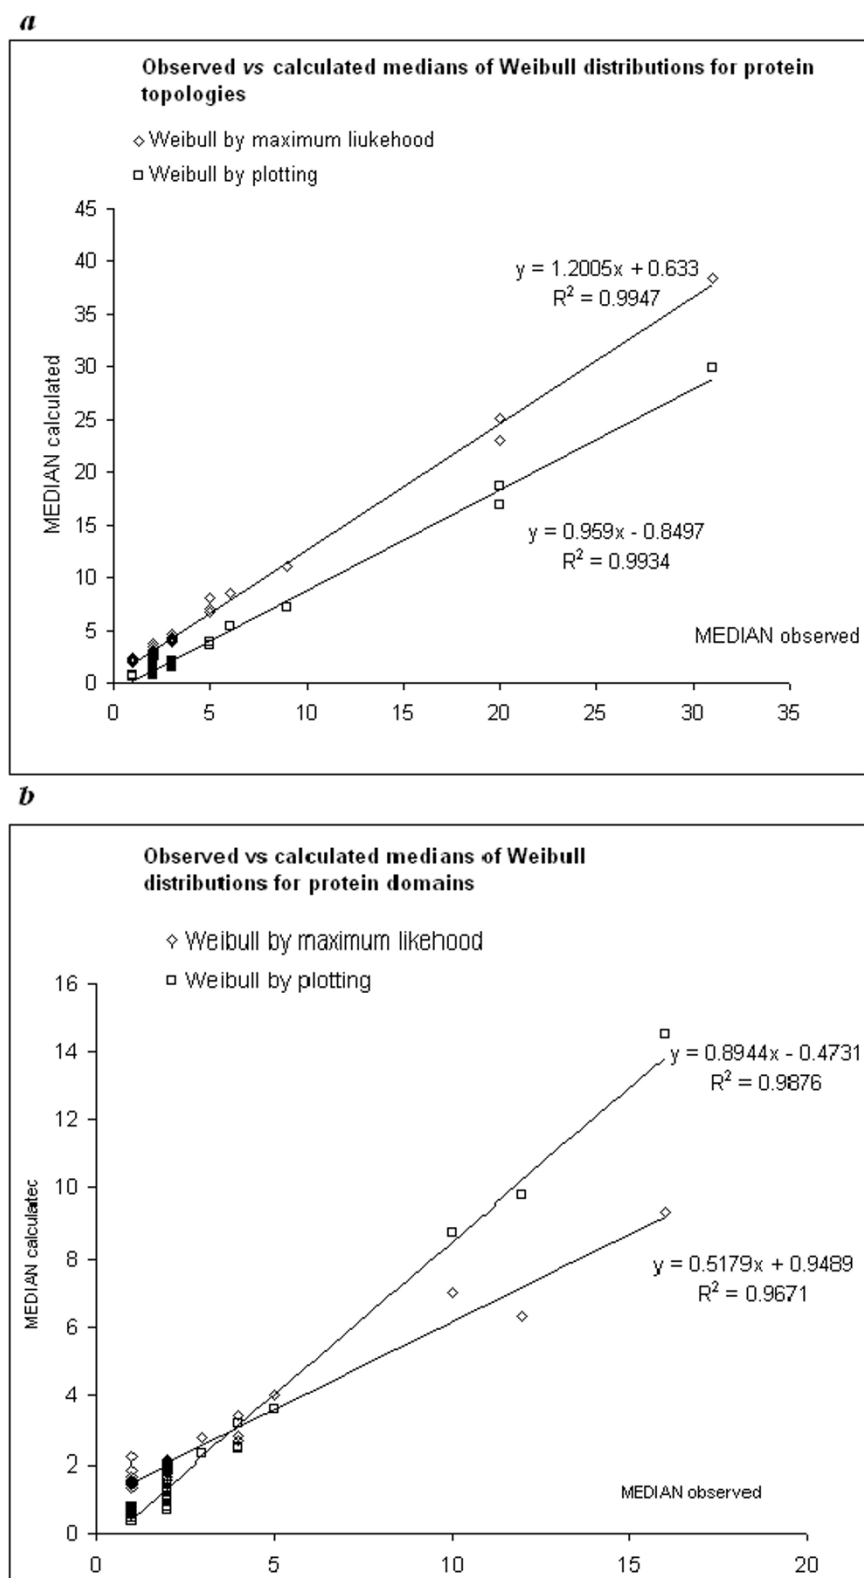 a
Observed vs calculated medians of Weibull distributions for protein
topologies
Weibull by maximum liukehood
Weibull by plotting
45
40
35
30
25
20
15
10
5
0
MEDIAN calculated
y = 1.2005x + 0.633
R² = 0.9947
y = 0.959x - 0.8497
R² = 0.9934
MEDIAN observed
0 5 10 15 20 25 30 35
b
Observed vs calculated medians of Weibull
distributions for protein domains
Weibull by maximum likehood
Weibull by plotting
16
14
12
10
8
6
4
2
0
MEDIAN calculatec
y = 0.8944x - 0.4731
R² = 0.9876
y = 0.5179x + 0.9489
R² = 0.9671
MEDIAN observed
0 5 10 15 20